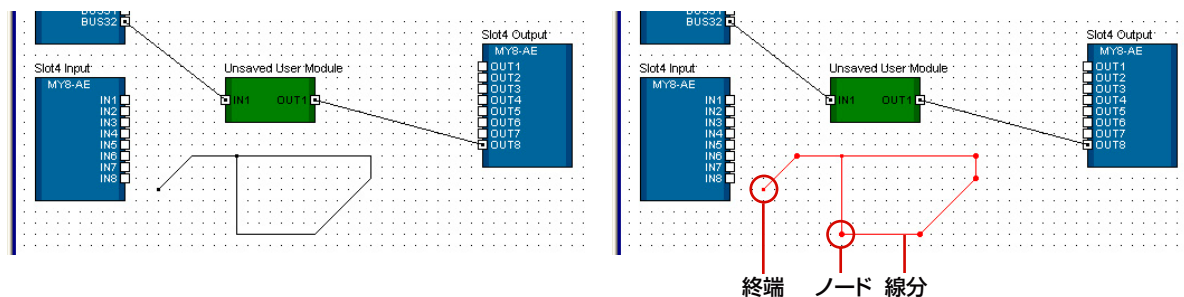 BUS31
BUS32
Slot4 Input
MY8-AE
IN1
IN2
IN3
IN4
IN5
IN6
IN7
IN8
Unsaved User Module
IN1 OUT1
Slot4 Output
MY8-AE
OUT1
OUT2
OUT3
OUT4
OUT5
OUT6
OUT7
OUT8
BUS32
Slot4 Input
MY8-AE
IN1
IN2
IN3
IN4
IN5
IN6
IN7
IN8
Unsaved User Module
IN1 OUT1
Slot4 Output
MY8-AE
OUT1
OUT2
OUT3
OUT4
OUT5
OUT6
OUT7
OUT8
終端 ノード 線分